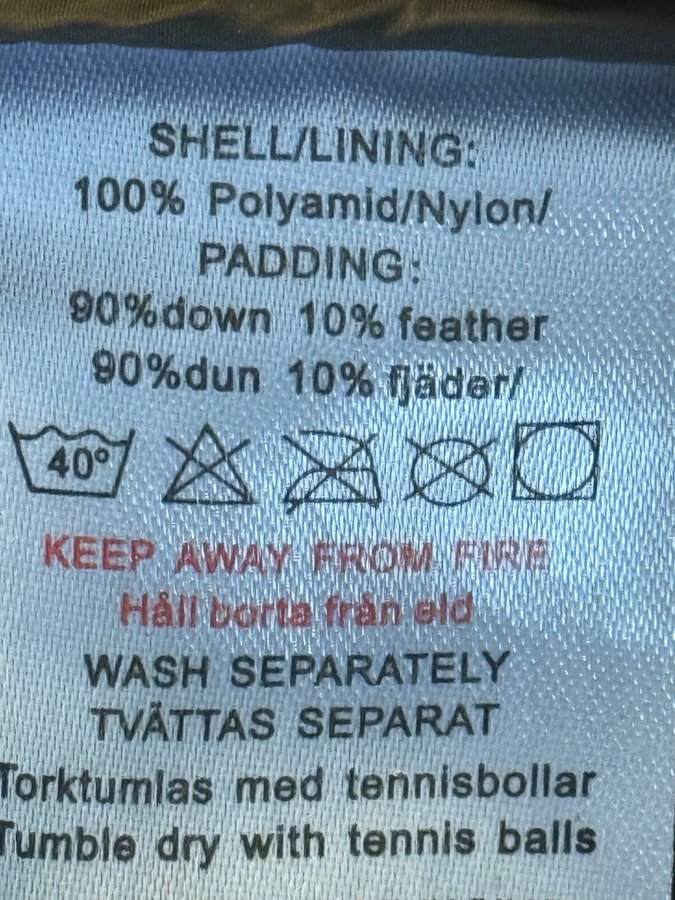 SHELL/LINING:
100% Polyamid/Nylon/
PADDING:
90%down 10% feather
90%dun 10% fjäder/
40°
KEEP AWAY FROM FIRE
Håll borta från eld
WASH SEPARATELY
TVÄTTAS SEPARAT
Torktumlas med tennisbollar
Tumble dry with tennis balls